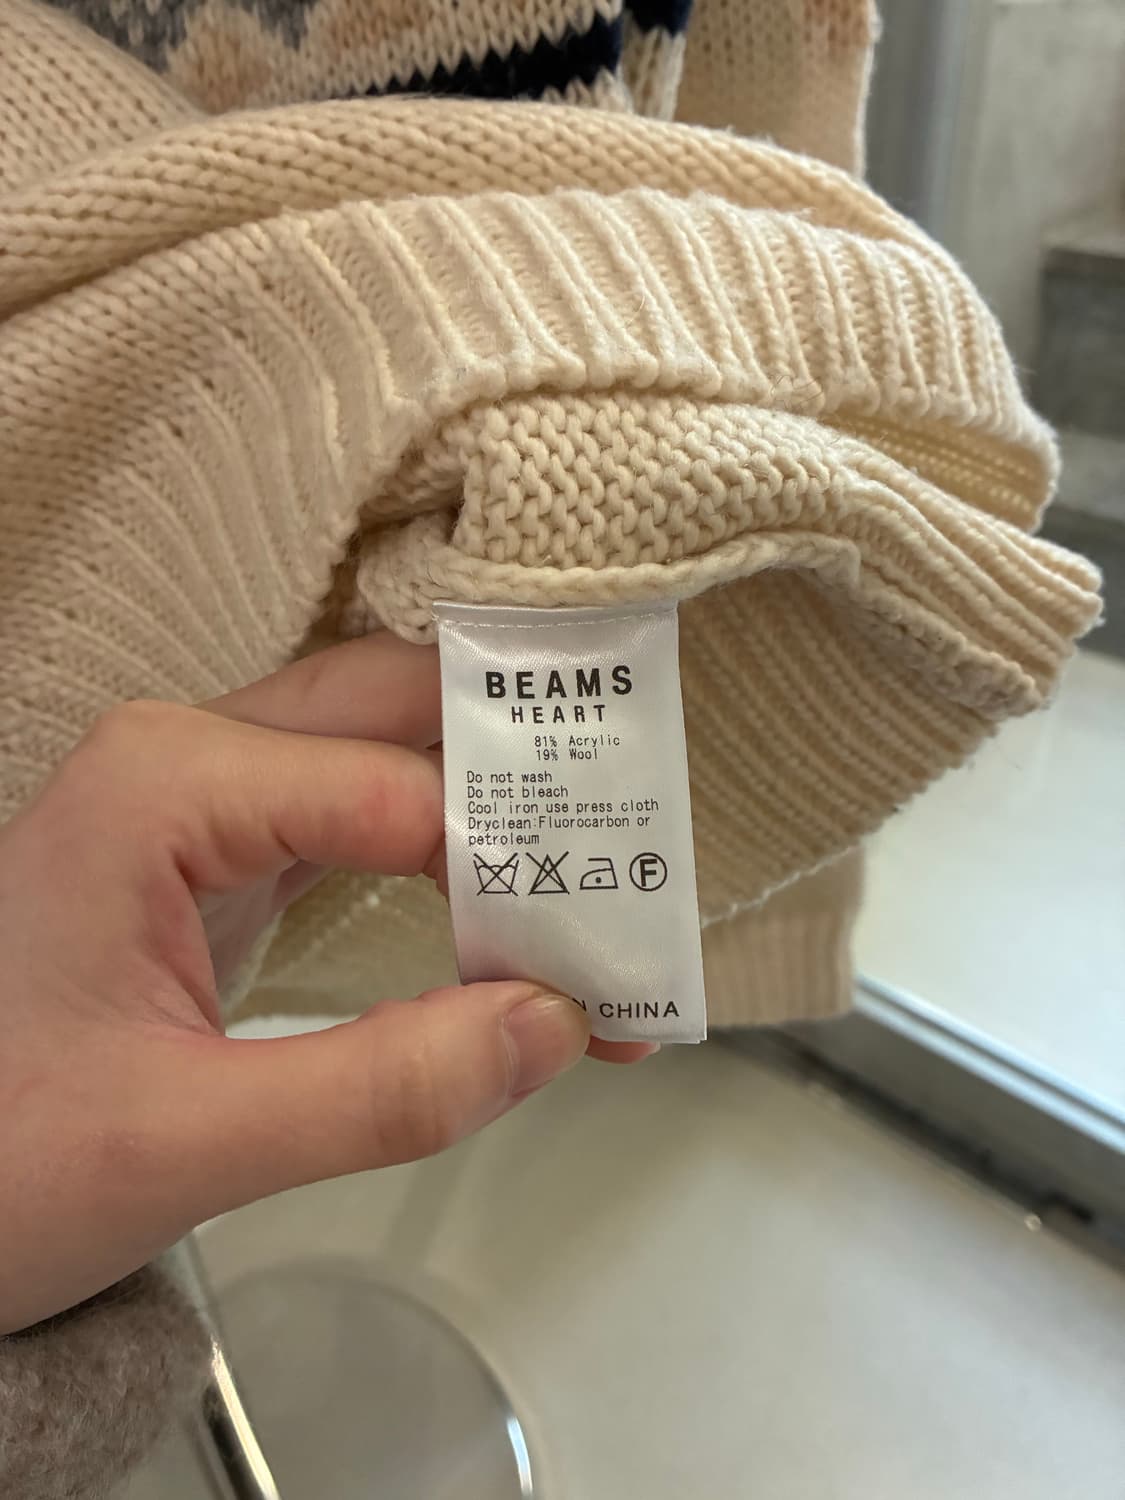 BEAMS
HEART
81% Acrylic
19% Wool
Do not wash
Do not bleach
Cool iron use press cloth
Dryclean:Fluorocarbon or
petroleum
F
CHINA